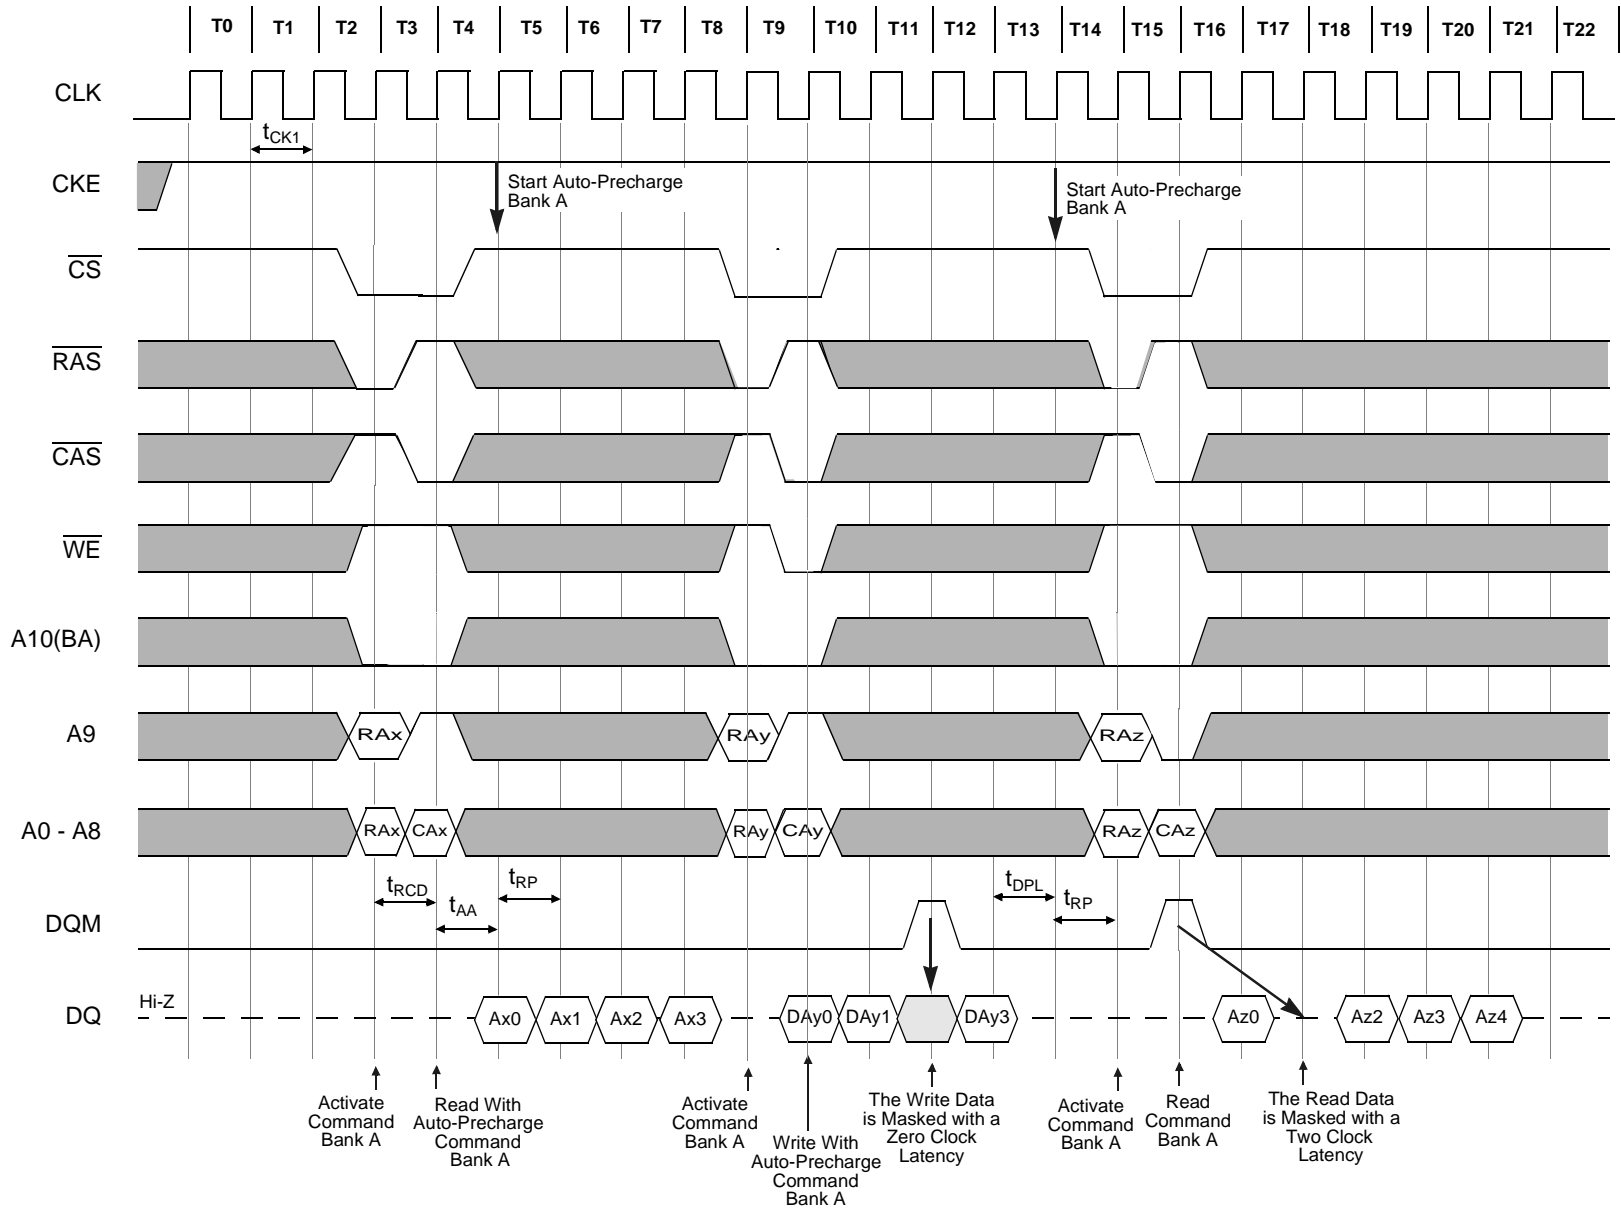 T0 T1 T2 T3 T4 T5 T6 T7 T8 T9 T10 T11 T12 T13 T14 T15 T16 T17 T18 T19 T20 T21 T22
CLK
tCK1
CKE
Start Auto-Precharge
Bank A
Start Auto-Precharge
Bank A
CS
RAS
CAS
WE
A10(BA)
A9
RAx RAy RAz
A0 - A8
RAx CAx RAy CAy RAz CAz
tRCD tAA tRP tDPL tRP
DQM
DQ
Hi-Z
Ax0 Ax1 Ax2 Ax3 DAy0 DAy1 DAy3 Az0 Az2 Az3 Az4
Activate
Command
Bank A
Read With
Auto-Precharge
Command
Bank A
Activate
Command
Bank A
Write With
Auto-Precharge
Command
Bank A
The Write Data
is Masked with a
Zero Clock
Latency
Activate
Command
Bank A
Read
Command
Bank A
The Read Data
is Masked with a
Two Clock
Latency